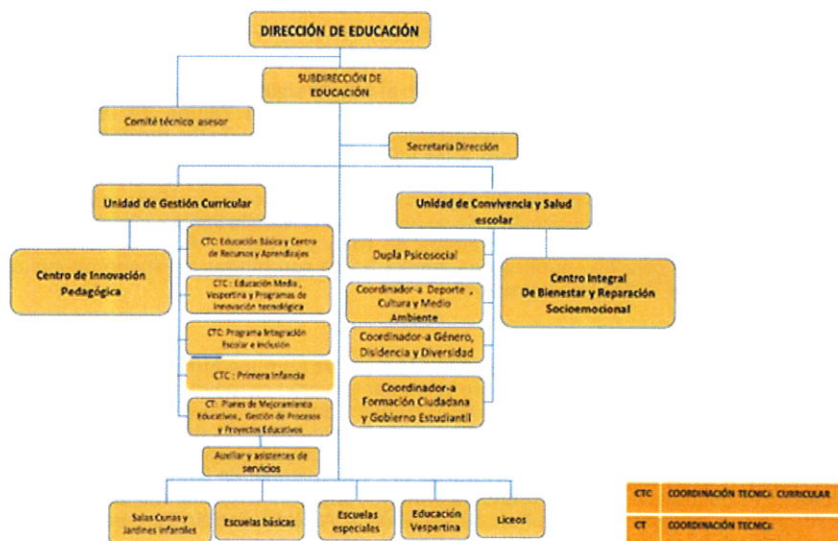 DIRECCIÓN DE EDUCACIÓN
SUBDIRECCIÓN DE
EDUCACIÓN
Comité técnico asesor
Secretaria Dirección
Unidad de Gestión Curricular
Unidad de Convivencia y Salud
escolar
CTC: Educación Básica y Centro
de Recursos y Aprendizajes
Centro de Innovación
Pedagógica
CTC : Educación Media ,
Vespertina y Programas de
Innovación tecnológica
CTC: Programa Integración
Escolar e inclusión
CTC : Primera Infancia
CT: Planes de Mejoramiento
Educativos , Gestión de Procesos
y Proyectos Educativos
Auxiliar y asistentes de
servicios
Dupla Psicosocial
Coordinador-a Deporte ,
Cultura y Medio
Ambiente
Coordinador-a Género,
Disidencia y Diversidad
Coordinador-a
Formación Ciudadana
y Gobierno Estudiantil
Centro Integral
De Bienestar y Reparación
Socioemocional
Salas Cunas y
Jardines infantiles
Escuelas básicas
Escuelas
especiales
Educación
Vespertina
Liceos
CTC COORDINACIÓN TECNICA CURRICULAR
CT COORDINACIÓN TECNICA